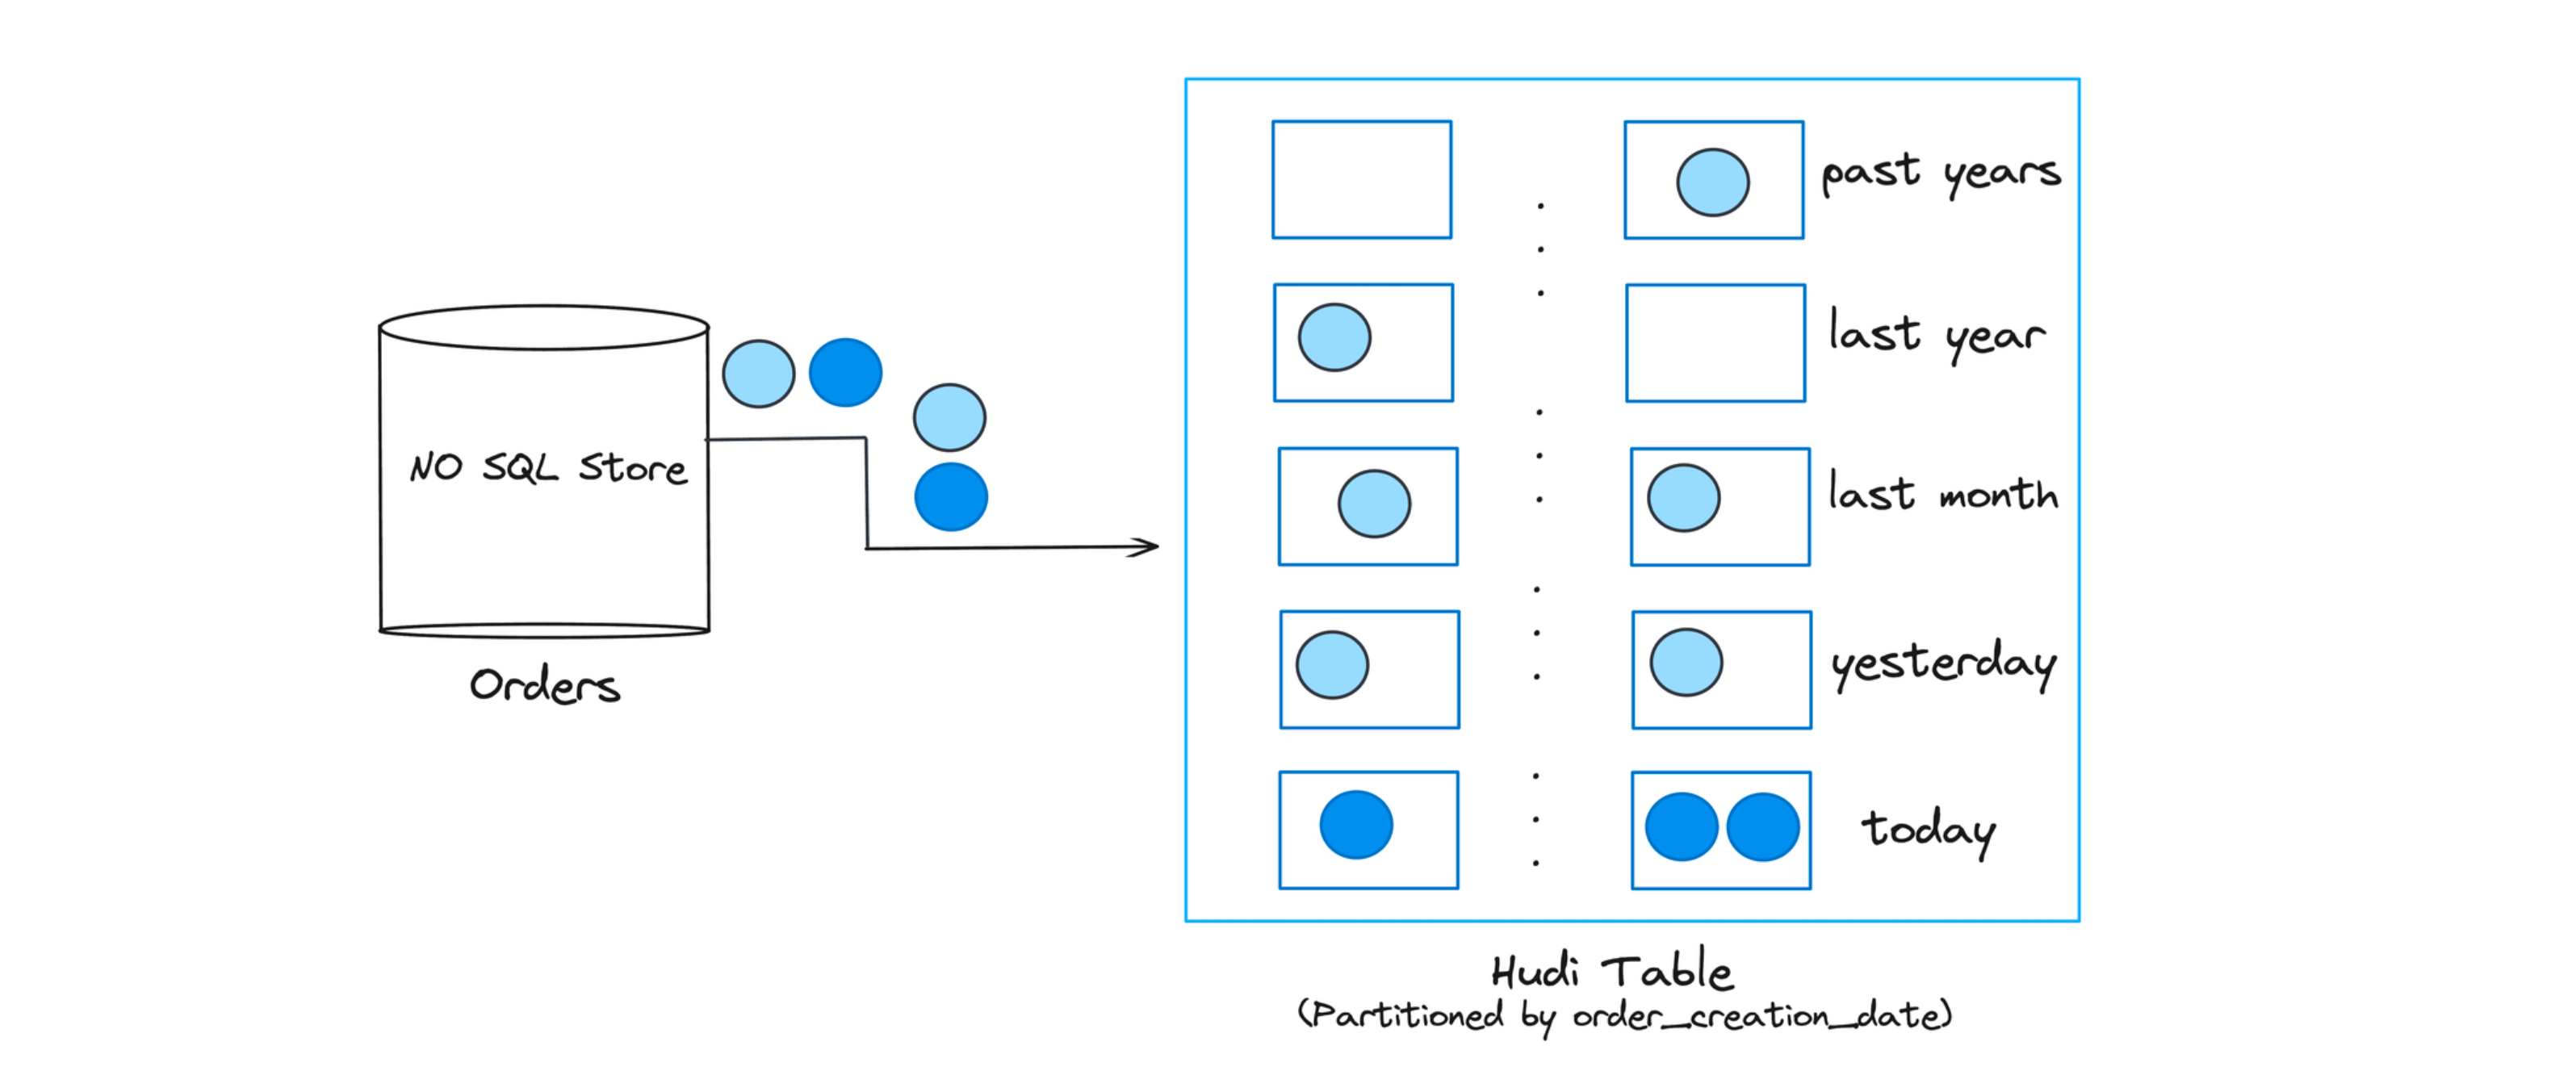 NO SQL Store
Orders
past years
last year
last month
yesterday
today
Hudi Table
(Partitioned by order_creation_date)